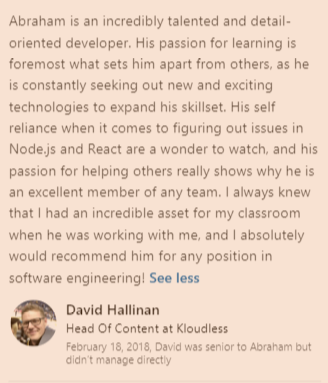 Abraham is an incredibly talented and detail-
oriented developer. His passion for learning is
foremost what sets him apart from others, as he
is constantly seeking out new and exciting
technologies to expand his skillset. His self
reliance when it comes to figuring out issues in
Node.js and React are a wonder to watch, and his
passion for helping others really shows why he is
an excellent member of any team. I always knew
that I had an incredible asset for my classroom
when he was working with me, and I absolutely
would recommend him for any position in
software engineering! See less
David Hallinan
Head Of Content at Kloudless
February 18, 2018, David was senior to Abraham but
didn't manage directly